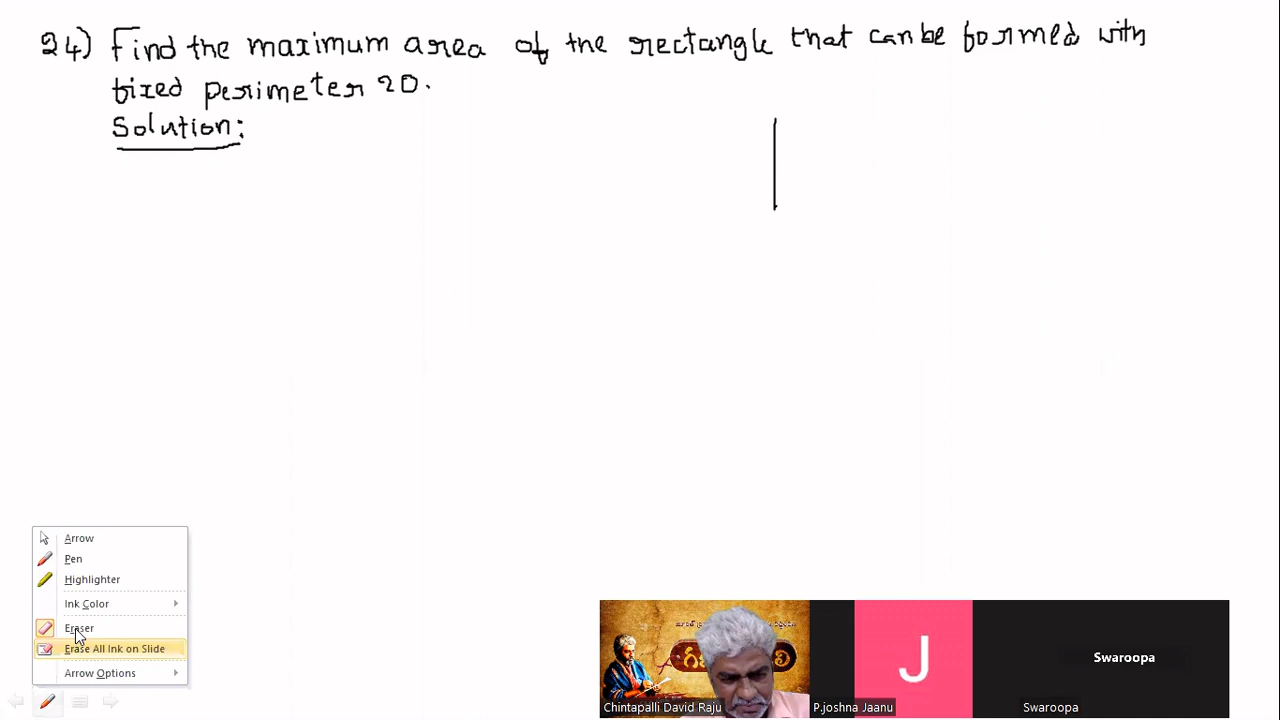 24) Find the maximum area of the rectangle that can be formed with
fixed perimeter 20.
Solution:
Arrow
Pen
Highlighter
Ink Color
Eraser
Erase All Ink on Slide
Arrow Options
J
Swaroopa
Chintapalli David Raju
P.joshna Jaanu
Swaroopa